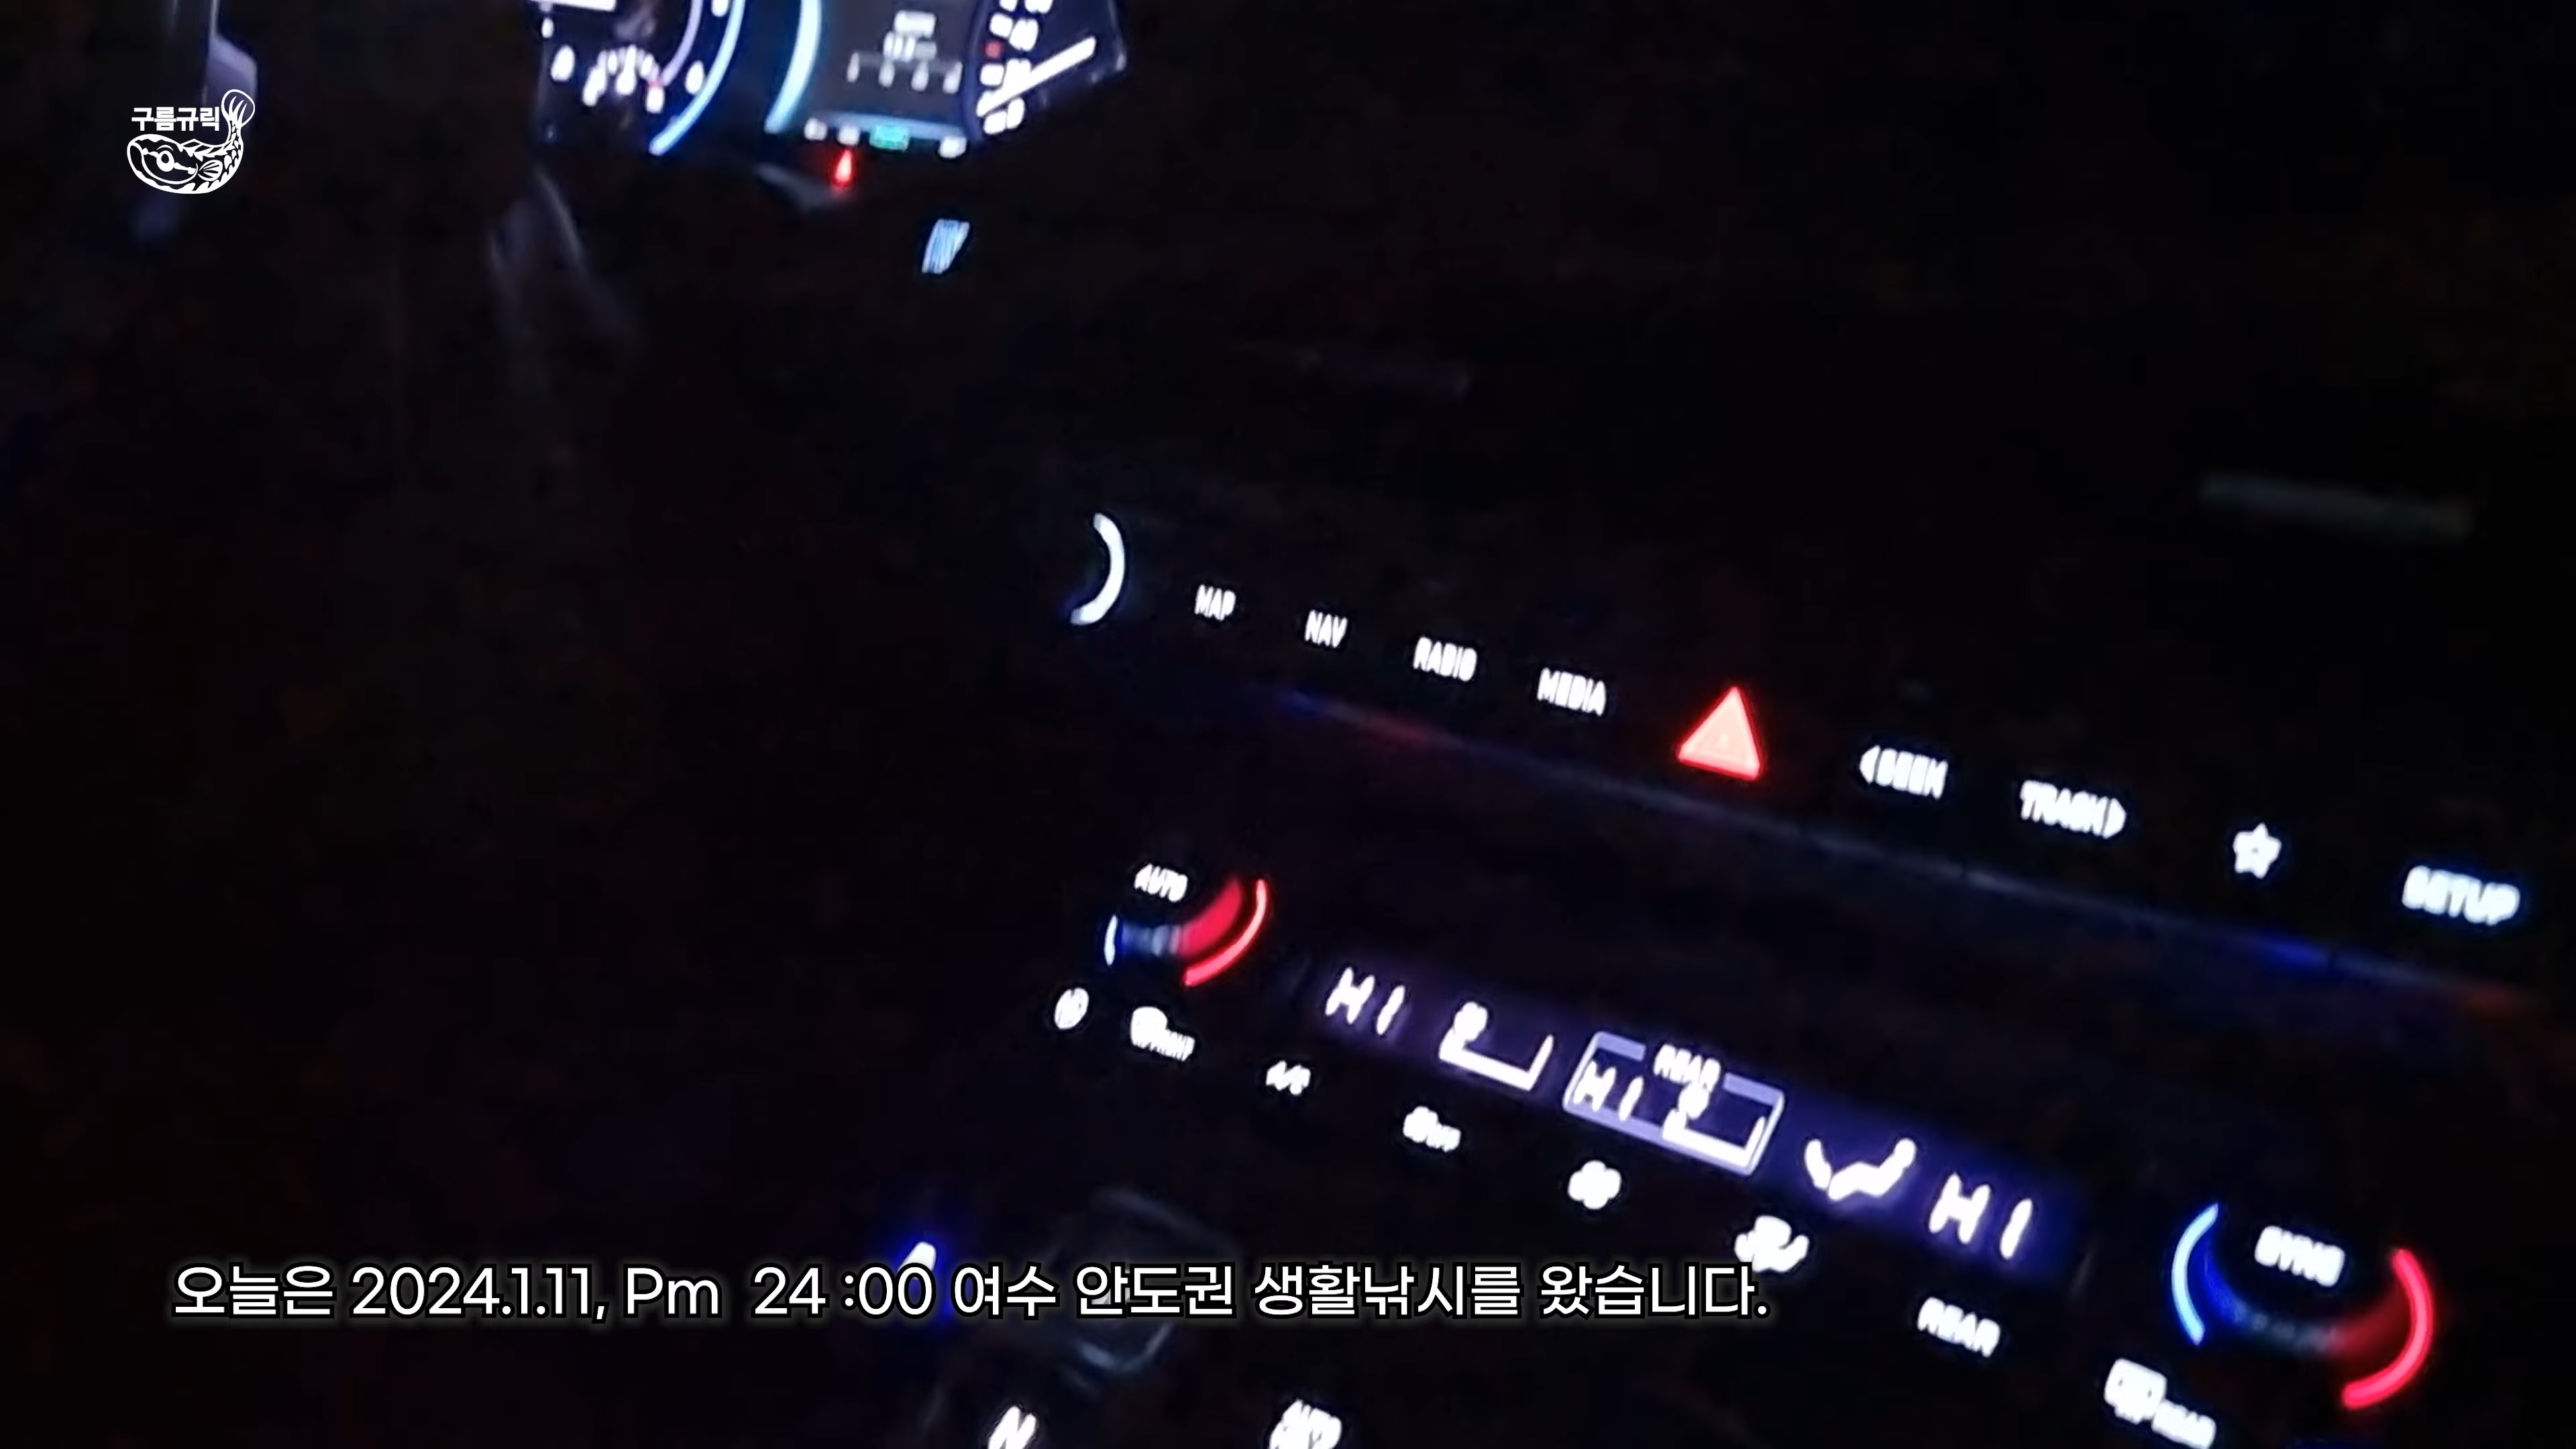 구름규릭
MAP NAV RADIO MEDIA
TRACK SETUP
AUTO
HI HI HI
REAR
SYNC
REAR
오늘은 2024.1.11, Pm 24 :00 여수 안도권 생활낚시를 왔습니다.